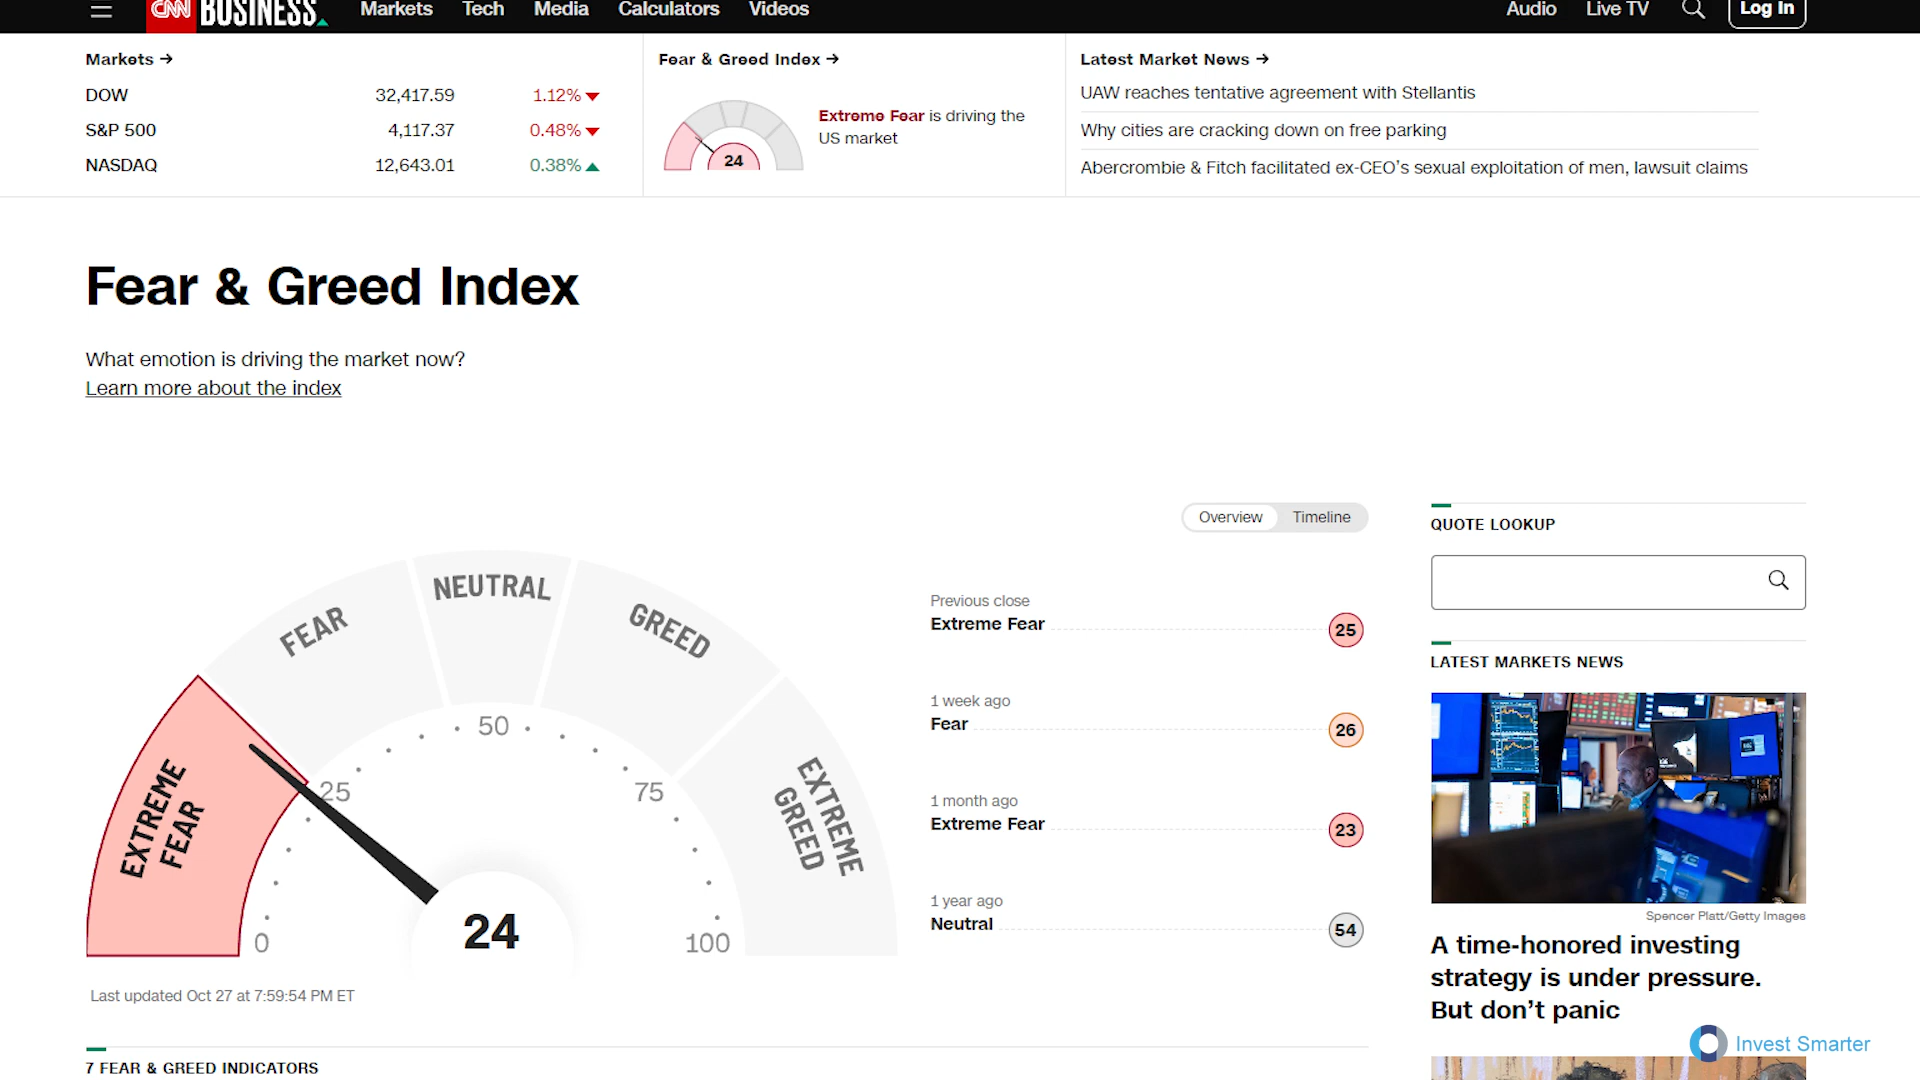 CNN BUSINESS
Markets Tech Media Calculators Videos
Audio Live TV Log In
Markets →
DOW 32,417.59 1.12%
S&P 500 4,117.37 0.48%
NASDAQ 12,643.01 0.38%
Fear & Greed Index →
Extreme Fear is driving the
US market
24
Latest Market News →
UAW reaches tentative agreement with Stellantis
Why cities are cracking down on free parking
Abercrombie & Fitch facilitated ex-CEO's sexual exploitation of men, lawsuit claims
Fear & Greed Index
What emotion is driving the market now?
Learn more about the index
Overview Timeline
EXTREME
FEAR
FEAR
NEUTRAL
GREED
EXTREME
GREED
0
25
50
75
100
24
Last updated Oct 27 at 7:59:54 PM ET
Previous close
Extreme Fear 25
1 week ago
Fear 26
1 month ago
Extreme Fear 23
1 year ago
Neutral 54
7 FEAR & GREED INDICATORS
QUOTE LOOKUP
LATEST MARKETS NEWS
Spencer Platt/Getty Images
A time-honored investing
strategy is under pressure.
But don't panic
Invest Smarter